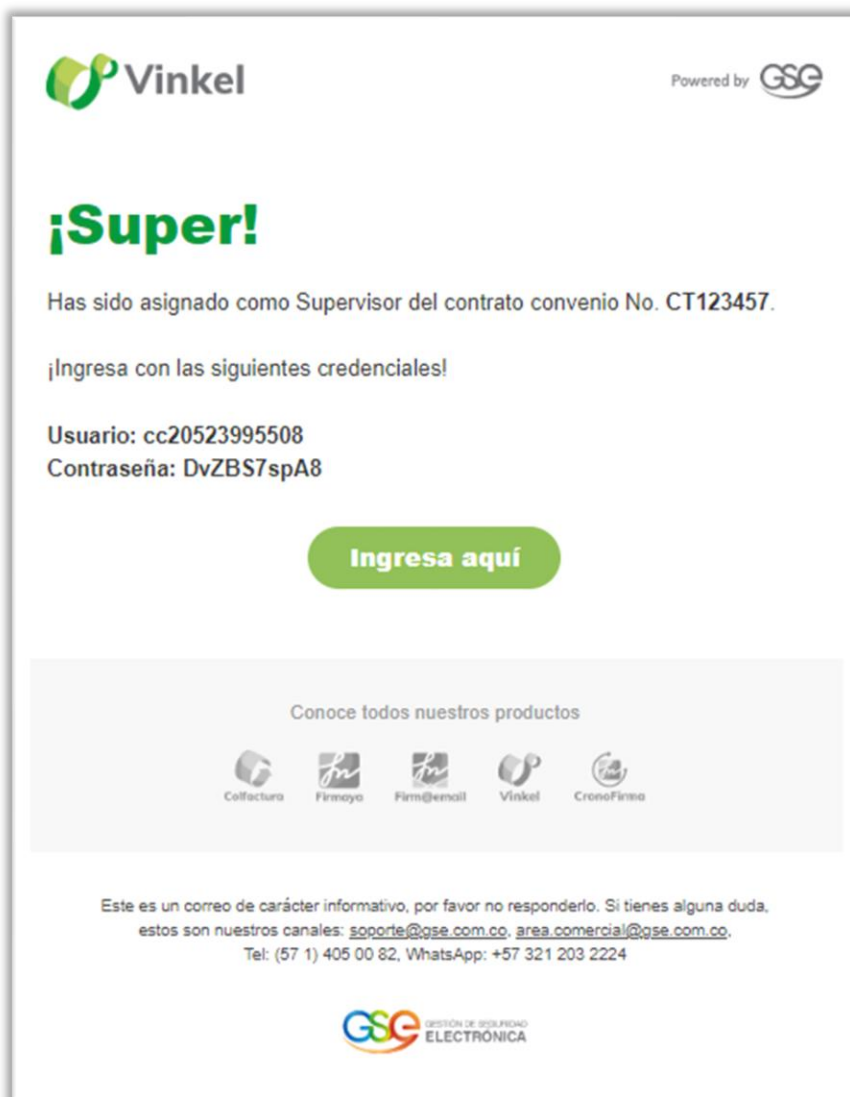 Vinkel
Powered by GSE
¡Super!
Has sido asignado como Supervisor del contrato convenio No. CT123457.
¡Ingresa con las siguientes credenciales!
Usuario: cc20523995508
Contraseña: DvZBS7spA8
Ingresa aquí
Conoce todos nuestros productos
Colfactura Firmaya Firm@email Vinkel CronoFirma
Este es un correo de carácter informativo, por favor no responderlo. Si tienes alguna duda,
estos son nuestros canales: soporte@gse.com.co, area.comercial@gse.com.co,
Tel: (57 1) 405 00 82, WhatsApp: +57 321 203 2224
GSE GESTIÓN DE SEGURIDAD
ELECTRÓNICA